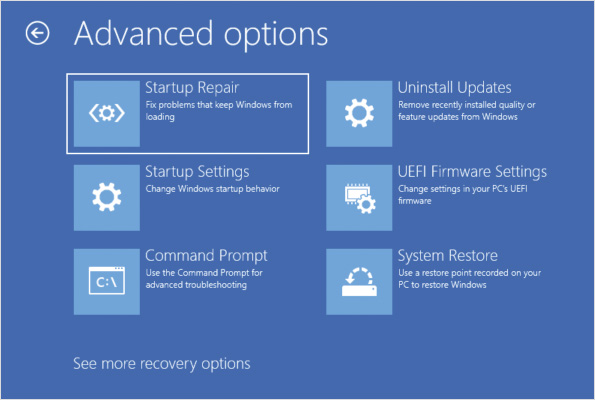 Advanced options
Startup Repair
Fix problems that keep Windows from
loading
Uninstall Updates
Remove recently installed quality or
feature updates from Windows
Startup Settings
Change Windows startup behavior
UEFI Firmware Settings
Change settings in your PC's UEFI
firmware
C:\
Command Prompt
Use the Command Prompt for
advanced troubleshooting
System Restore
Use a restore point recorded on your
PC to restore Windows
See more recovery options